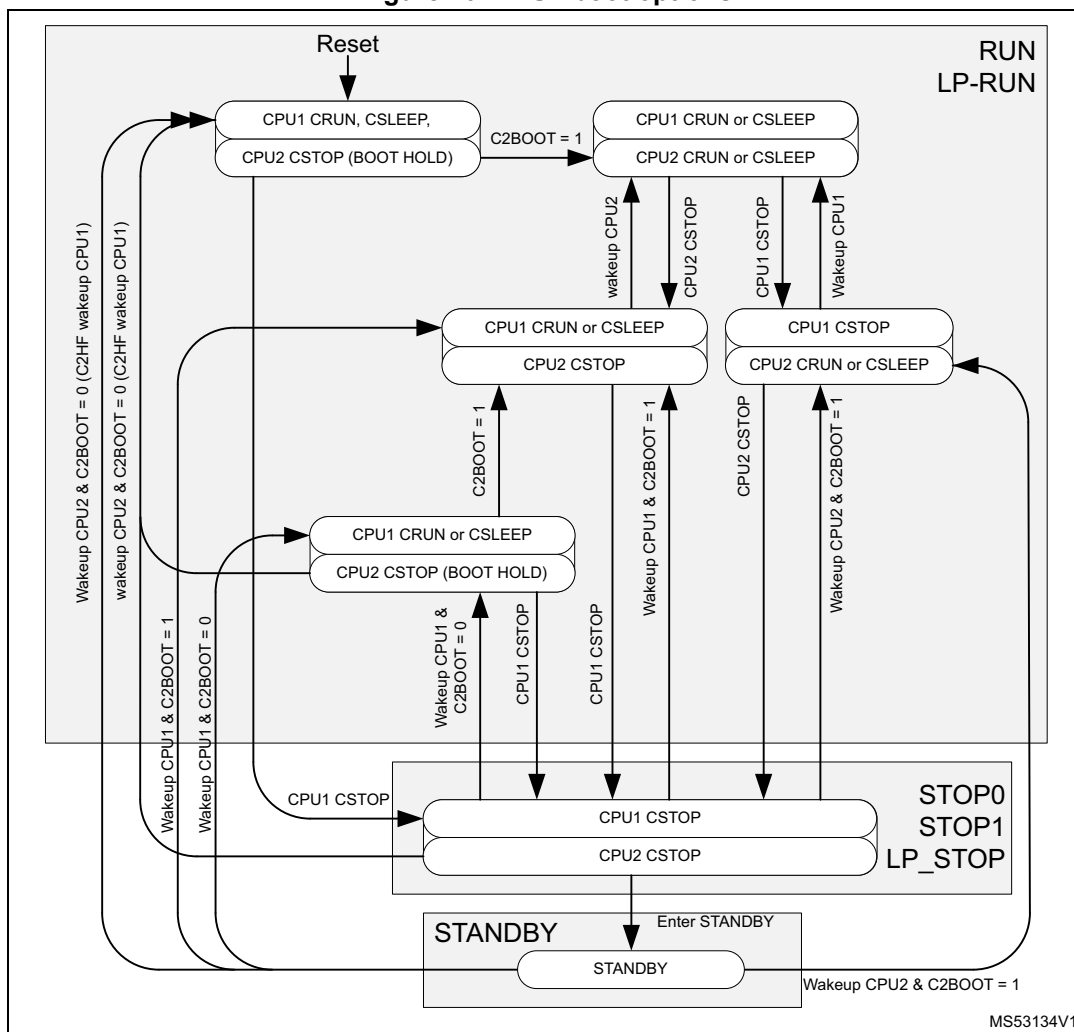 Reset
RUN
LP-RUN
CPU1 CRUN, CSLEEP,
CPU2 CSTOP (BOOT HOLD)
C2BOOT = 1
CPU1 CRUN or CSLEEP
CPU2 CRUN or CSLEEP
wakeup CPU2
CPU2 CSTOP
CPU1 CSTOP
Wakeup CPU1
CPU1 CRUN or CSLEEP
CPU2 CSTOP
CPU1 CSTOP
CPU2 CRUN or CSLEEP
Wakeup CPU2 & C2BOOT = 0 (C2HF wakeup CPU1)
wakeup CPU2 & C2BOOT = 0 (C2HF wakeup CPU1)
C2BOOT = 1
Wakeup CPU1 & C2BOOT = 1
CPU2 CSTOP
Wakeup CPU2 & C2BOOT = 1
CPU1 CRUN or CSLEEP
CPU2 CSTOP (BOOT HOLD)
Wakeup CPU1 & C2BOOT = 1
Wakeup CPU1 & C2BOOT = 0
Wakeup CPU1 &
C2BOOT = 0
CPU1 CSTOP
CPU1 CSTOP
CPU1 CSTOP
CPU1 CSTOP
CPU2 CSTOP
STOP0
STOP1
LP_STOP
Enter STANDBY
STANDBY
STANDBY
Wakeup CPU2 & C2BOOT = 1
MS53134V1